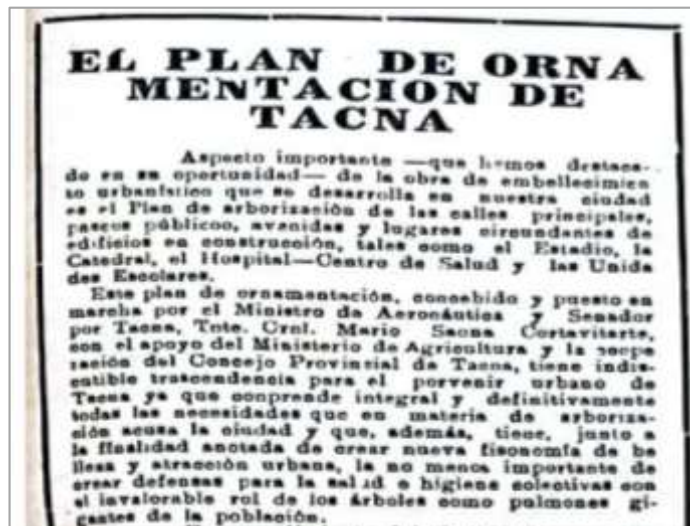 EL PLAN DE ORNA
MENTACION DE
TACNA
Aspecto importante —que hemos destaca-
do en su oportunidad— de la obra de embellecimien
to urbanístico que se desarrolla en nuestra ciudad
es el Plan de arborización de las calles principales,
paseos públicos, avenidas y lugares circundantes de
edificios en construcción, tales como el Estadio, la
Catedral, el Hospital—Centro de Salud y las Unida
des Escolares.
Este plan de ornamentación, concebido y puesto en
marcha por el Ministro de Aeronáutica y Senador
por Tacna, Tnte. Crnl. Mario Saona Cortavitarte,
con el apoyo del Ministerio de Agricultura y la coope
ración del Concejo Provincial de Tacna, tiene indis-
cutible trascendencia para el porvenir urbano de
Tacna ya que conprende integral y definitivamente
todas las necesidades que en materia de arboriza-
ción acusa la ciudad y que, además, tiene, junto a
la finalidad anotada de crear nueva fisonomía de be
lleza y atracción urbana, la no menos importante de
crear defensas para la salud e higiene colectivas con
el invalorable rol de los árboles como pulmones gi-
gantes de la población.